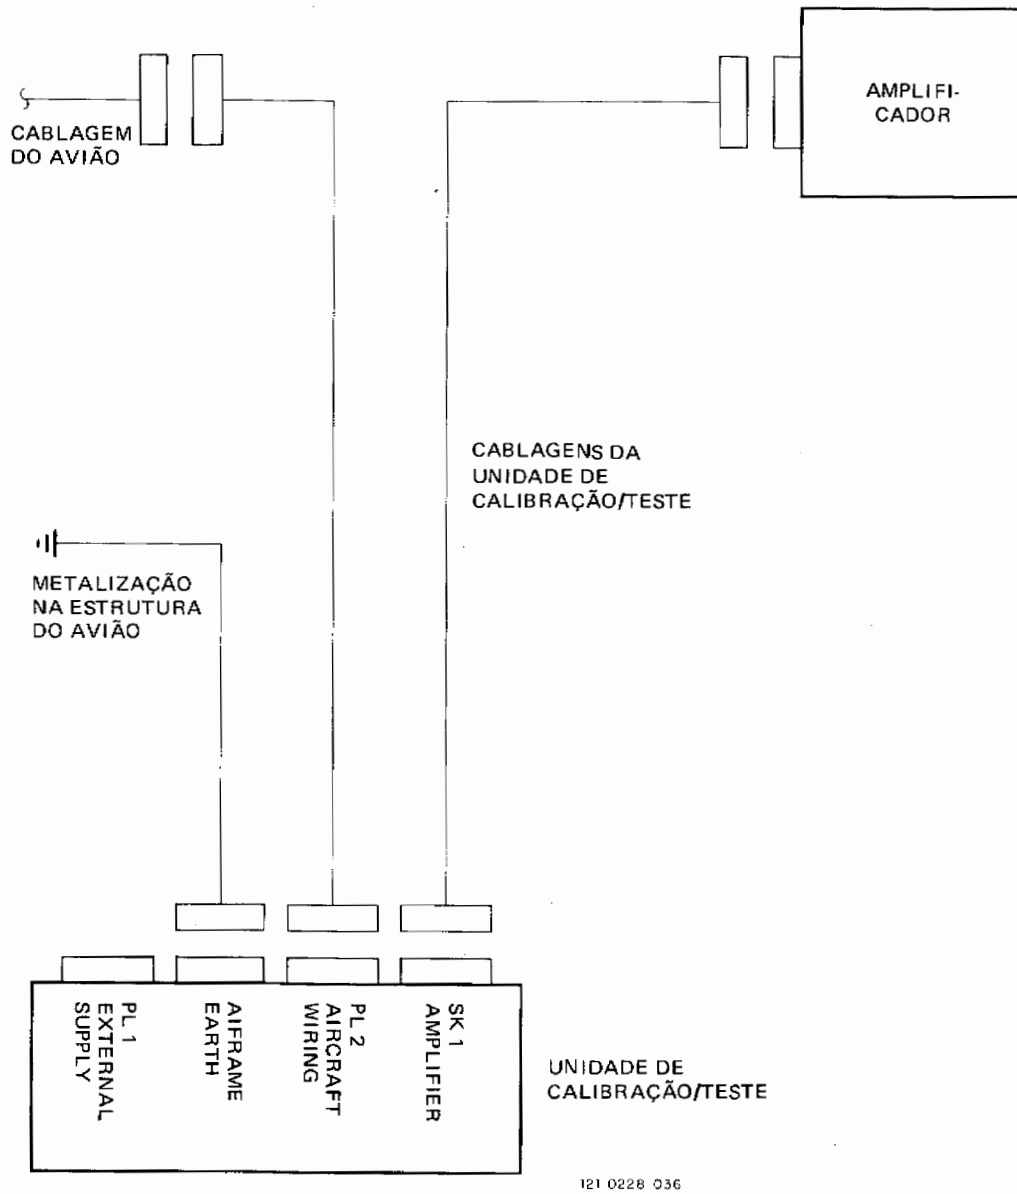 AMPLIFI-
CADOR
CABLAGEM
DO AVIÃO
CABLAGENS DA
UNIDADE DE
CALIBRAÇÃO/TESTE
METALIZAÇÃO
NA ESTRUTURA
DO AVIÃO
PL 1
EXTERNAL
SUPPLY
AIFRAME
EARTH
PL 2
AIRCRAFT
WIRING
SK 1
AMPLIFIER
UNIDADE DE
CALIBRAÇÃO/TESTE
121 0228 036